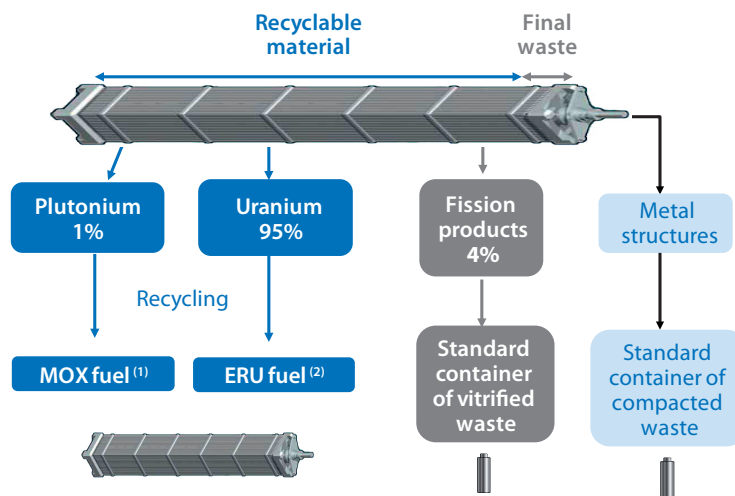 Recyclable
material
Final
waste
Plutonium
1%
Uranium
95%
Fission
products
4%
Metal
structures
Recycling
MOX fuel (1)
ERU fuel (2)
Standard
container
of vitrified
waste
Standard
container of
compacted
waste